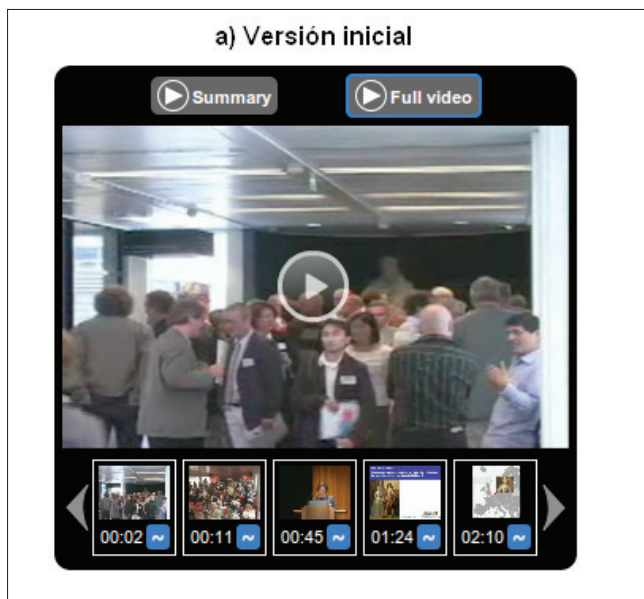 a) Versión inicial
Summary Full video
00:02 ~ 00:11 ~ 00:45 ~ 01:24 ~ 02:10 ~